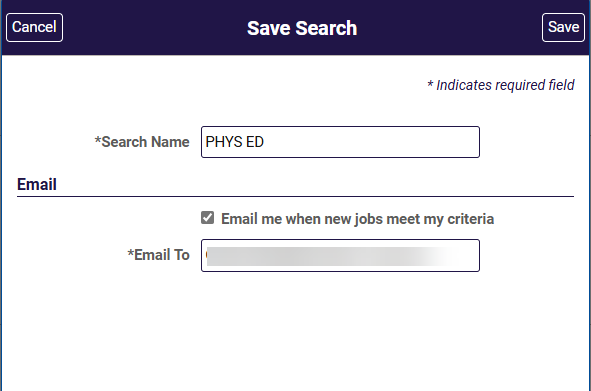 Cancel
Save Search
Save
* Indicates required field
*Search Name
PHYS ED
Email
Email me when new jobs meet my criteria
*Email To